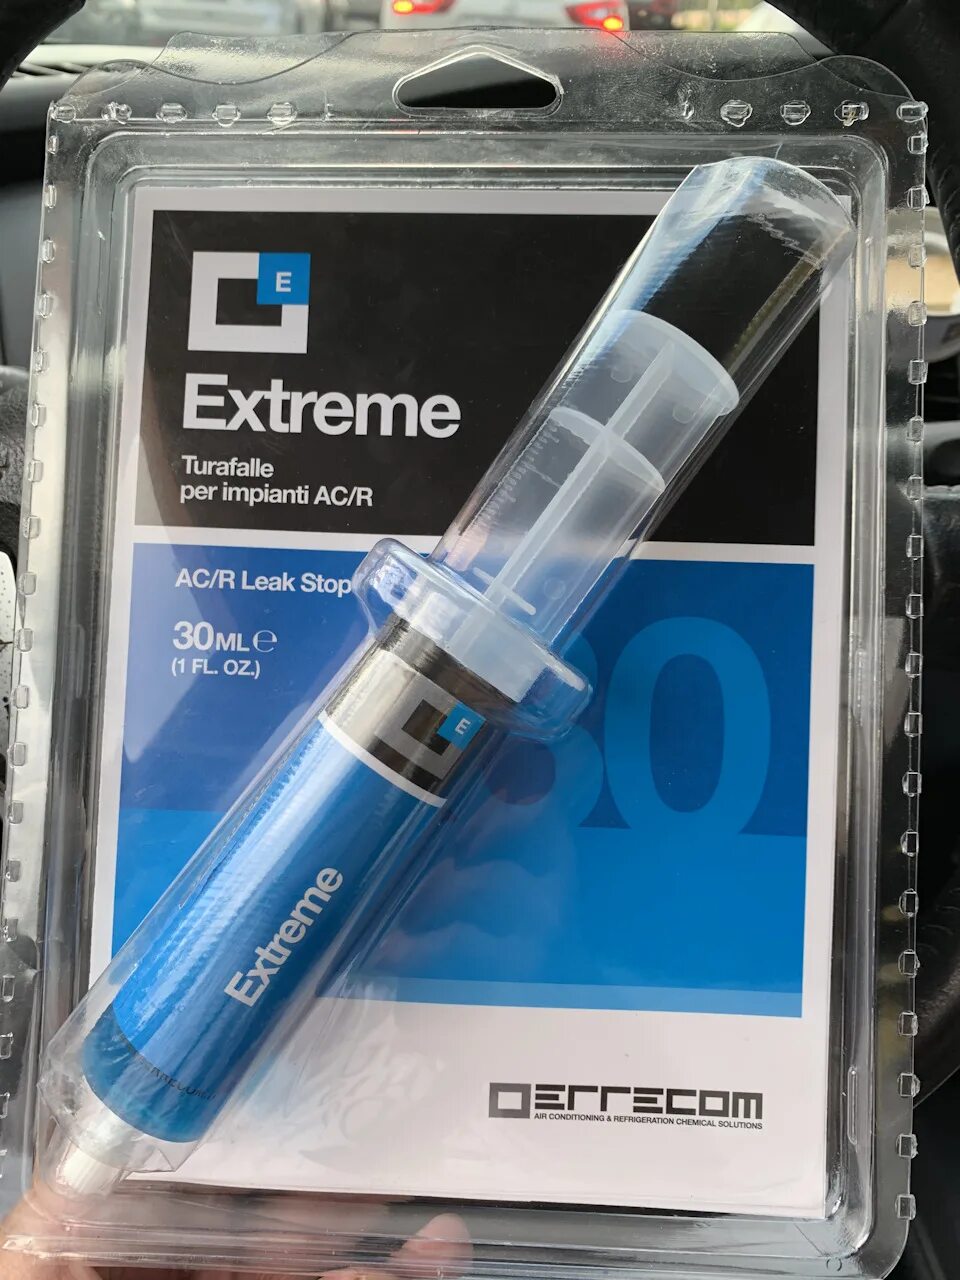 E
Extreme
Turafalle
per impianti AC/R
AC/R Leak Stop
30ML e
(1 FL. OZ.)
30
E
Extreme
ERRECOM
AIR CONDITIONING & REFRIGERATION CHEMICAL SOLUTIONS